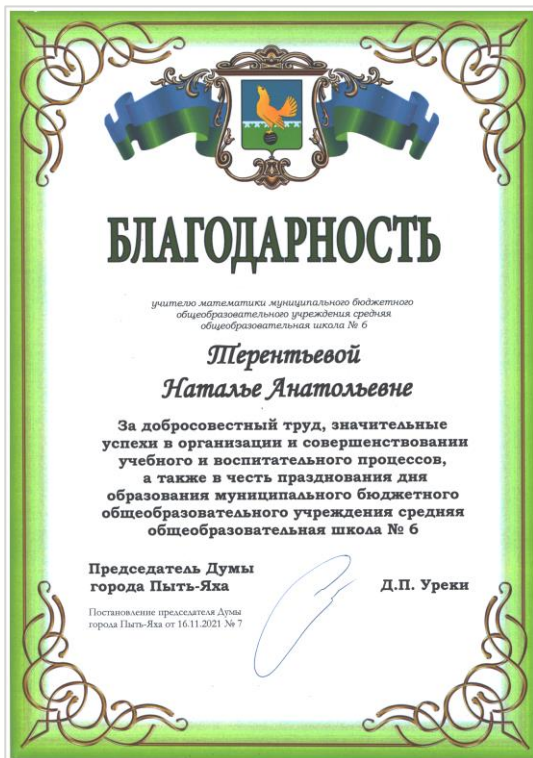 БЛАГОДАРНОСТЬ
учителю математики муниципального бюджетного
общеобразовательного учреждения средняя
общеобразовательная школа № 6
Терентьевой
Наталье Анатольевне
За добросовестный труд, значительные
успехи в организации и совершенствовании
учебного и воспитательного процессов,
а также в честь празднования дня
образования муниципального бюджетного
общеобразовательного учреждения средняя
общеобразовательная школа № 6
Председатель Думы
города Пыть-Яха
Д.П. Уреки
Постановление председателя Думы
города Пыть-Яха от 16.11.2021 № 7